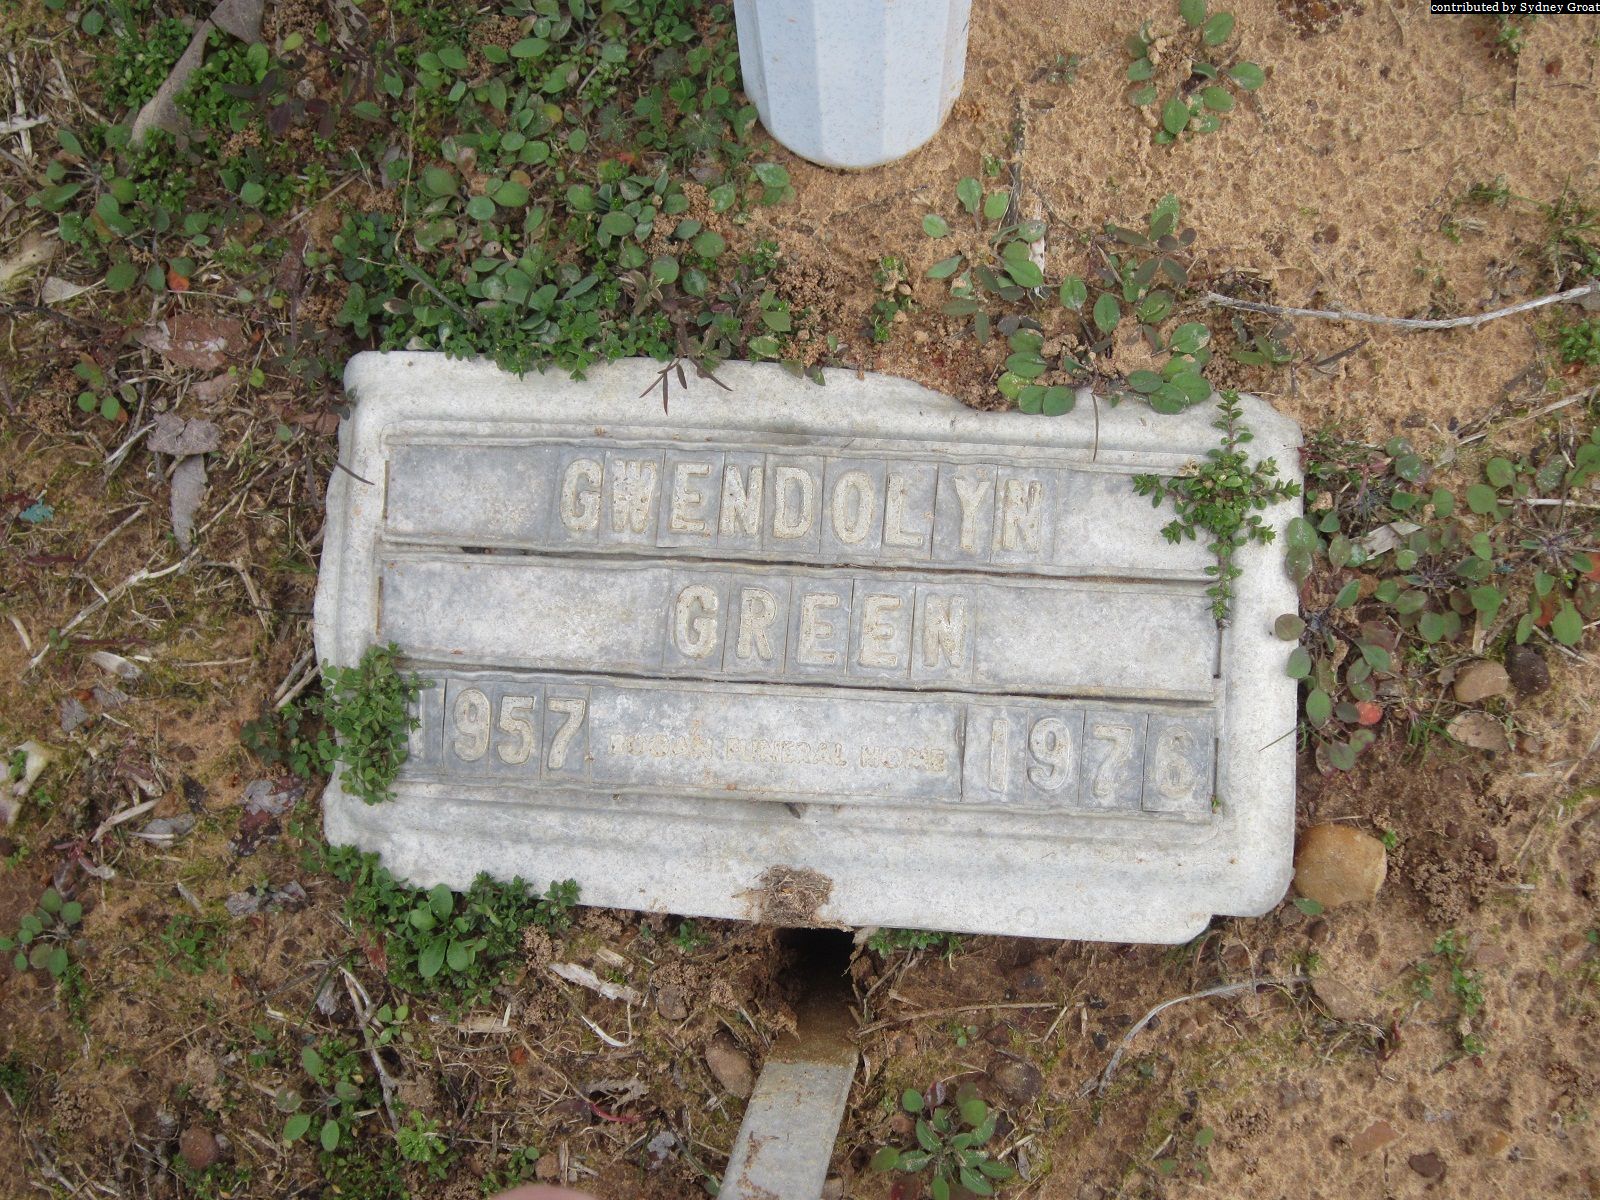 contributed by Sydney Groat
GWENDOLYN
GREEN
1957 FUNERAL HOME 1976